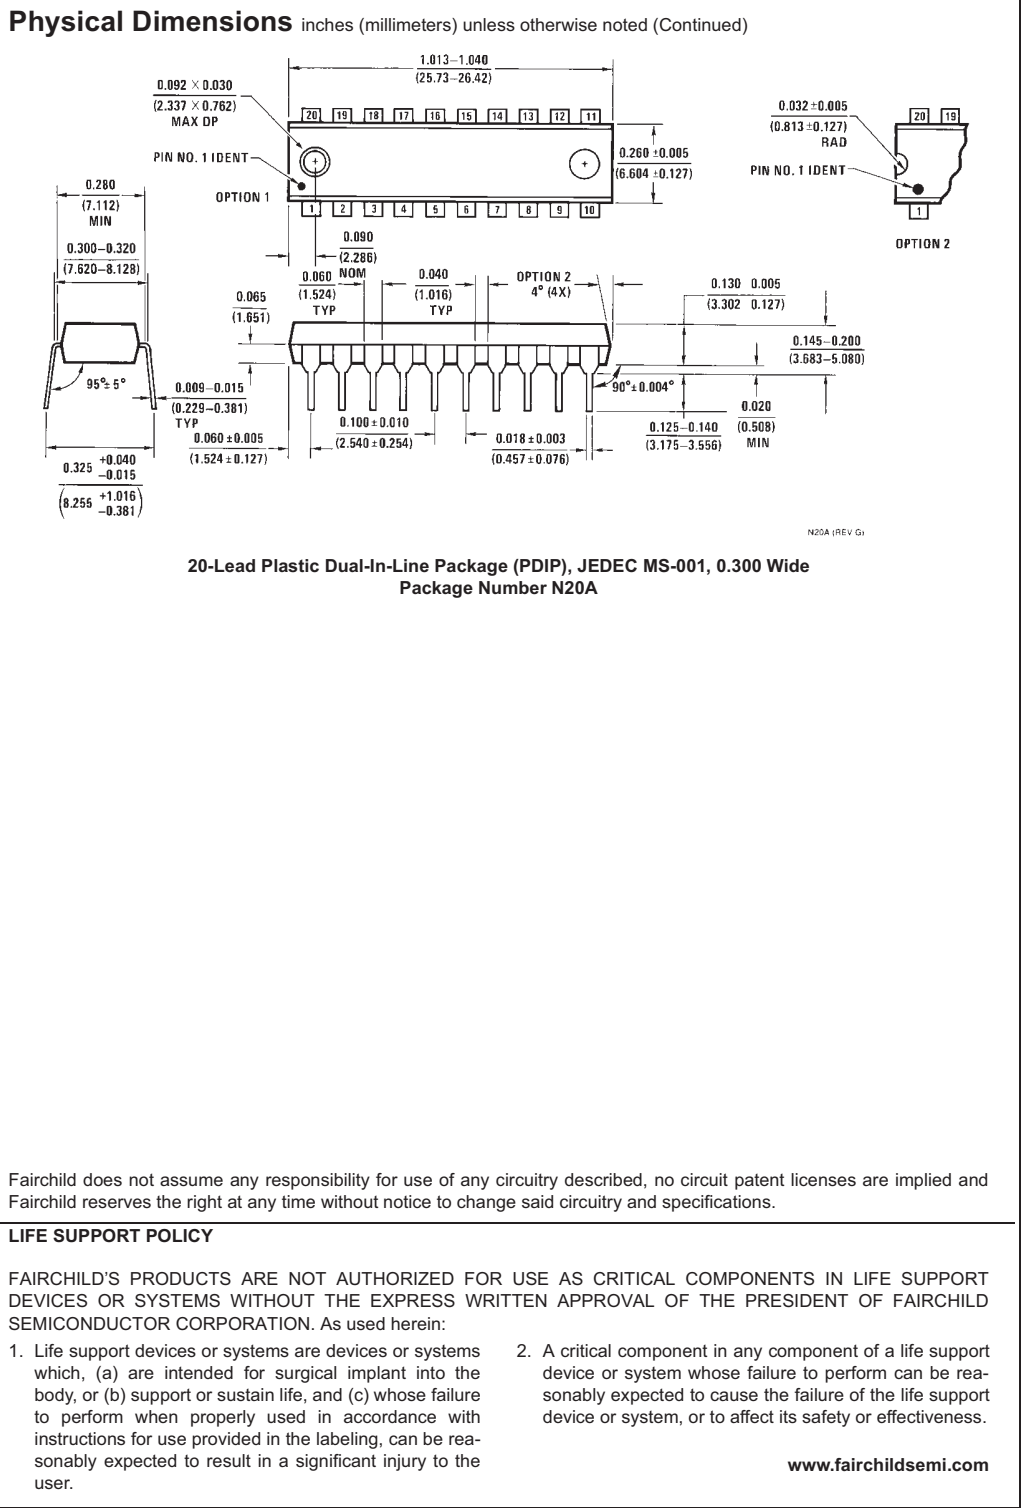 Physical Dimensions inches (millimeters) unless otherwise noted (Continued)
1.013–1.040
(25.73–26.42)
0.092 × 0.030
(2.337 × 0.762)
MAX DP
20 19 18 17 16 15 14 13 12 11
0.032 ±0.005
(0.813 ±0.127)
RAD
20 19
PIN NO. 1 IDENT
0.260 ±0.005
(6.604 ±0.127)
PIN NO. 1 IDENT
OPTION 1
1 2 3 4 5 6 7 8 9 10
1
OPTION 2
0.280
(7.112)
MIN
0.300–0.320
(7.620–8.128)
0.090
(2.286)
NOM
0.060
(1.524)
TYP
0.040
(1.016)
TYP
OPTION 2
4° (4X)
0.130 0.005
(3.302 0.127)
0.065
(1.651)
0.145–0.200
(3.683–5.080)
95°± 5°
0.009–0.015
(0.229–0.381)
TYP
90°±0.004°
0.020
(0.508)
MIN
0.100 ±0.010
(2.540 ±0.254)
0.125–0.140
(3.175–3.556)
0.060 ±0.005
(1.524 ±0.127)
0.018 ±0.003
(0.457 ±0.076)
0.325 +0.040
–0.015
(8.255 +1.016
–0.381)
N20A (REV G)
20-Lead Plastic Dual-In-Line Package (PDIP), JEDEC MS-001, 0.300 Wide
Package Number N20A
Fairchild does not assume any responsibility for use of any circuitry described, no circuit patent licenses are implied and
Fairchild reserves the right at any time without notice to change said circuitry and specifications.
LIFE SUPPORT POLICY
FAIRCHILD'S PRODUCTS ARE NOT AUTHORIZED FOR USE AS CRITICAL COMPONENTS IN LIFE SUPPORT
DEVICES OR SYSTEMS WITHOUT THE EXPRESS WRITTEN APPROVAL OF THE PRESIDENT OF FAIRCHILD
SEMICONDUCTOR CORPORATION. As used herein:
1. Life support devices or systems are devices or systems
which, (a) are intended for surgical implant into the
body, or (b) support or sustain life, and (c) whose failure
to perform when properly used in accordance with
instructions for use provided in the labeling, can be rea-
sonably expected to result in a significant injury to the
user.
2. A critical component in any component of a life support
device or system whose failure to perform can be rea-
sonably expected to cause the failure of the life support
device or system, or to affect its safety or effectiveness.
www.fairchildsemi.com